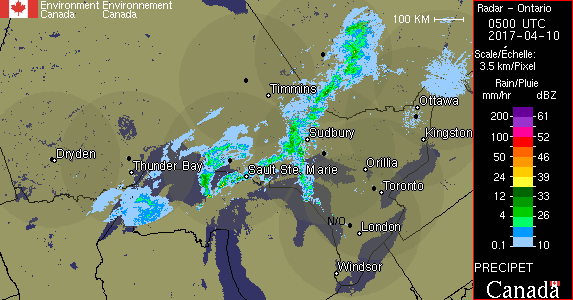 Environment Environnement
Canada Canada
100 KM
Timmins
Ottawa
Sudbury
Kingston
Dryden
Thunder Bay
Sault Ste. Marie
Orillia
Toronto
N/O
London
Windsor
Radar - Ontario
0500 UTC
2017-04-10
Scale/Échelle:
3.5 km/Pixel
Rain/Pluie
mm/hr dBZ
200 61
100 52
50 46
24 39
12 33
4 26
0.1 10
PRECIPET
Canada